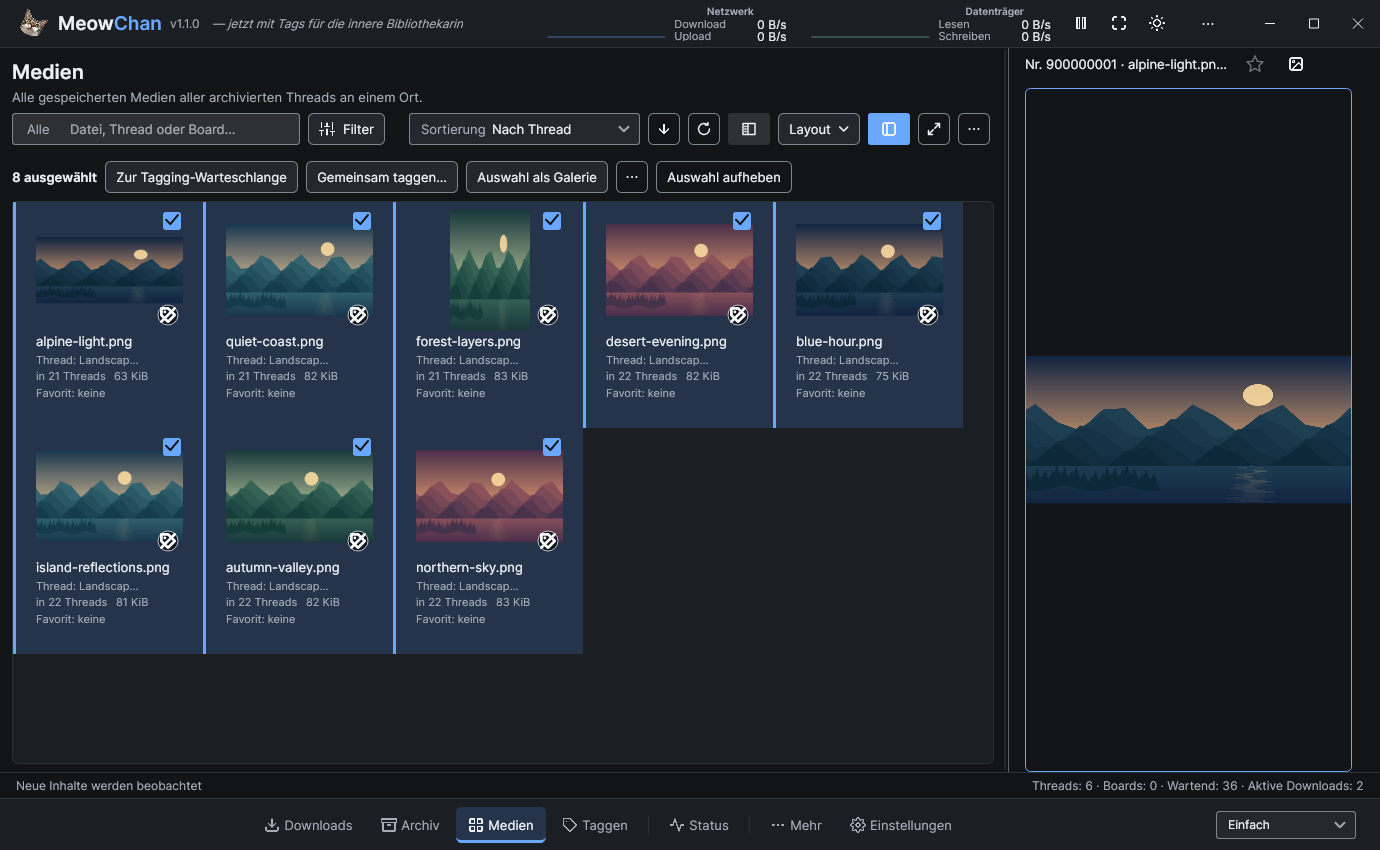 MeowChan v1.1.0 — jetzt mit Tags für die innere Bibliothekarin
Netzwerk
Download 0 B/s
Upload 0 B/s
Datenträger
Lesen 0 B/s
Schreiben 0 B/s
Medien
Alle gespeicherten Medien aller archivierten Threads an einem Ort.
Alle Datei, Thread oder Board... Filter Sortierung Nach Thread Layout
8 ausgewählt Zur Tagging-Warteschlange Gemeinsam taggen... Auswahl als Galerie Auswahl aufheben
alpine-light.png
Thread: Landscap...
in 21 Threads 63 KiB
Favorit: keine
quiet-coast.png
Thread: Landscap...
in 21 Threads 82 KiB
Favorit: keine
forest-layers.png
Thread: Landscap...
in 21 Threads 83 KiB
Favorit: keine
desert-evening.png
Thread: Landscap...
in 22 Threads 82 KiB
Favorit: keine
blue-hour.png
Thread: Landscap...
in 22 Threads 75 KiB
Favorit: keine
island-reflections.png
Thread: Landscap...
in 22 Threads 81 KiB
Favorit: keine
autumn-valley.png
Thread: Landscap...
in 22 Threads 82 KiB
Favorit: keine
northern-sky.png
Thread: Landscap...
in 22 Threads 83 KiB
Favorit: keine
Nr. 900000001 · alpine-light.pn...
Neue Inhalte werden beobachtet
Threads: 6 · Boards: 0 · Wartend: 36 · Aktive Downloads: 2
Downloads Archiv Medien Taggen Status Mehr Einstellungen Einfach